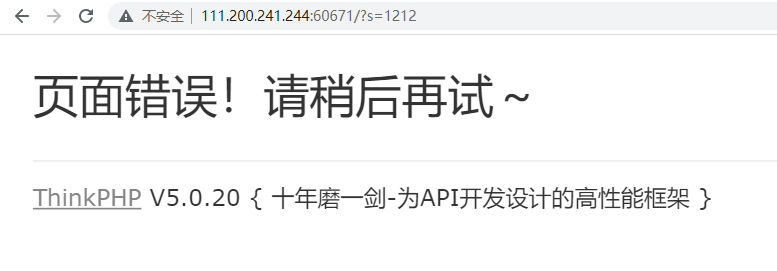 不安全 111.200.241.244:60671/?s=1212
页面错误！请稍后再试～
ThinkPHP V5.0.20 { 十年磨一剑-为API开发设计的高性能框架 }